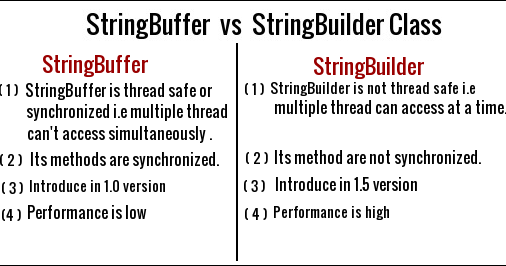 StringBuffer vs StringBuilder Class
StringBuffer
(1) StringBuffer is thread safe or
synchronized i.e multiple thread
can't access simultaneously .
(2) Its methods are synchronized.
(3) Introduce in 1.0 version
(4) Performance is low
StringBuilder
(1) StringBuilder is not thread safe i.e
multiple thread can access at a time.
(2) Its method are not synchronized.
(3) Introduce in 1.5 version
(4) Performance is high